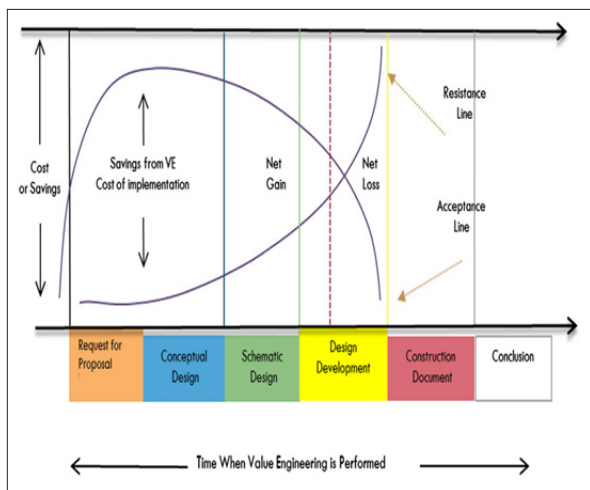 Resistance
Line
Cost
or Savings
Savings from VE
Cost of implementation
Net
Gain
Net
Loss
Acceptance
Line
Request for
Proposal
Conceptual
Design
Schematic
Design
Design
Development
Construction
Document
Conclusion
Time When Value Engineering is Performed